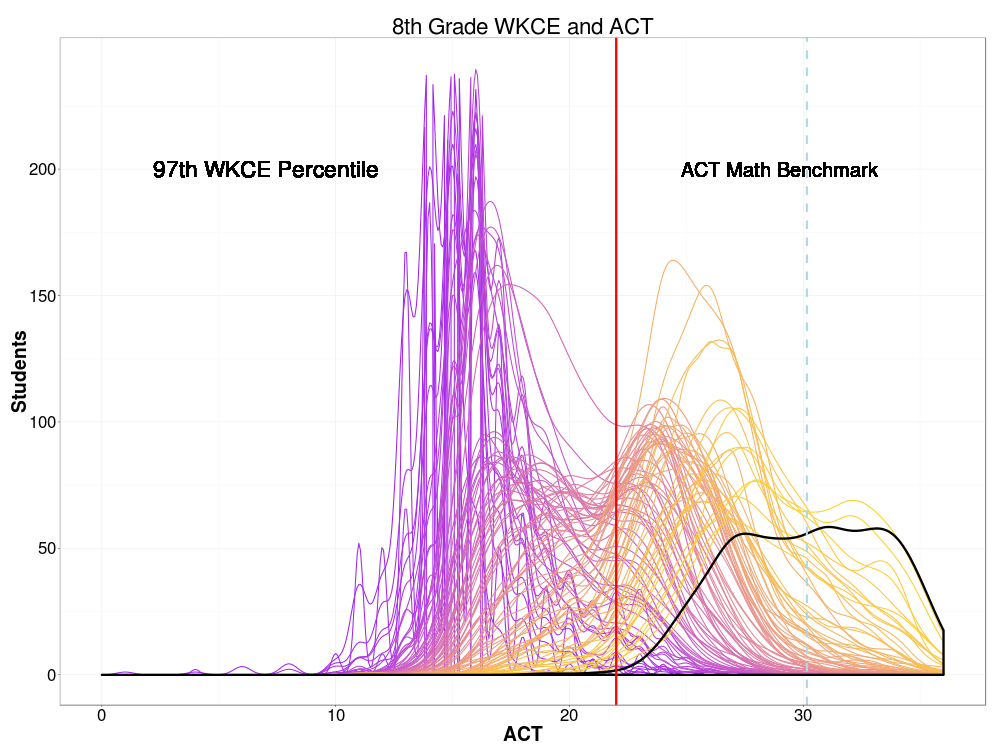 8th Grade WKCE and ACT
97th WKCE Percentile
ACT Math Benchmark
Students
200
150
100
50
0
0 10 20 30
ACT